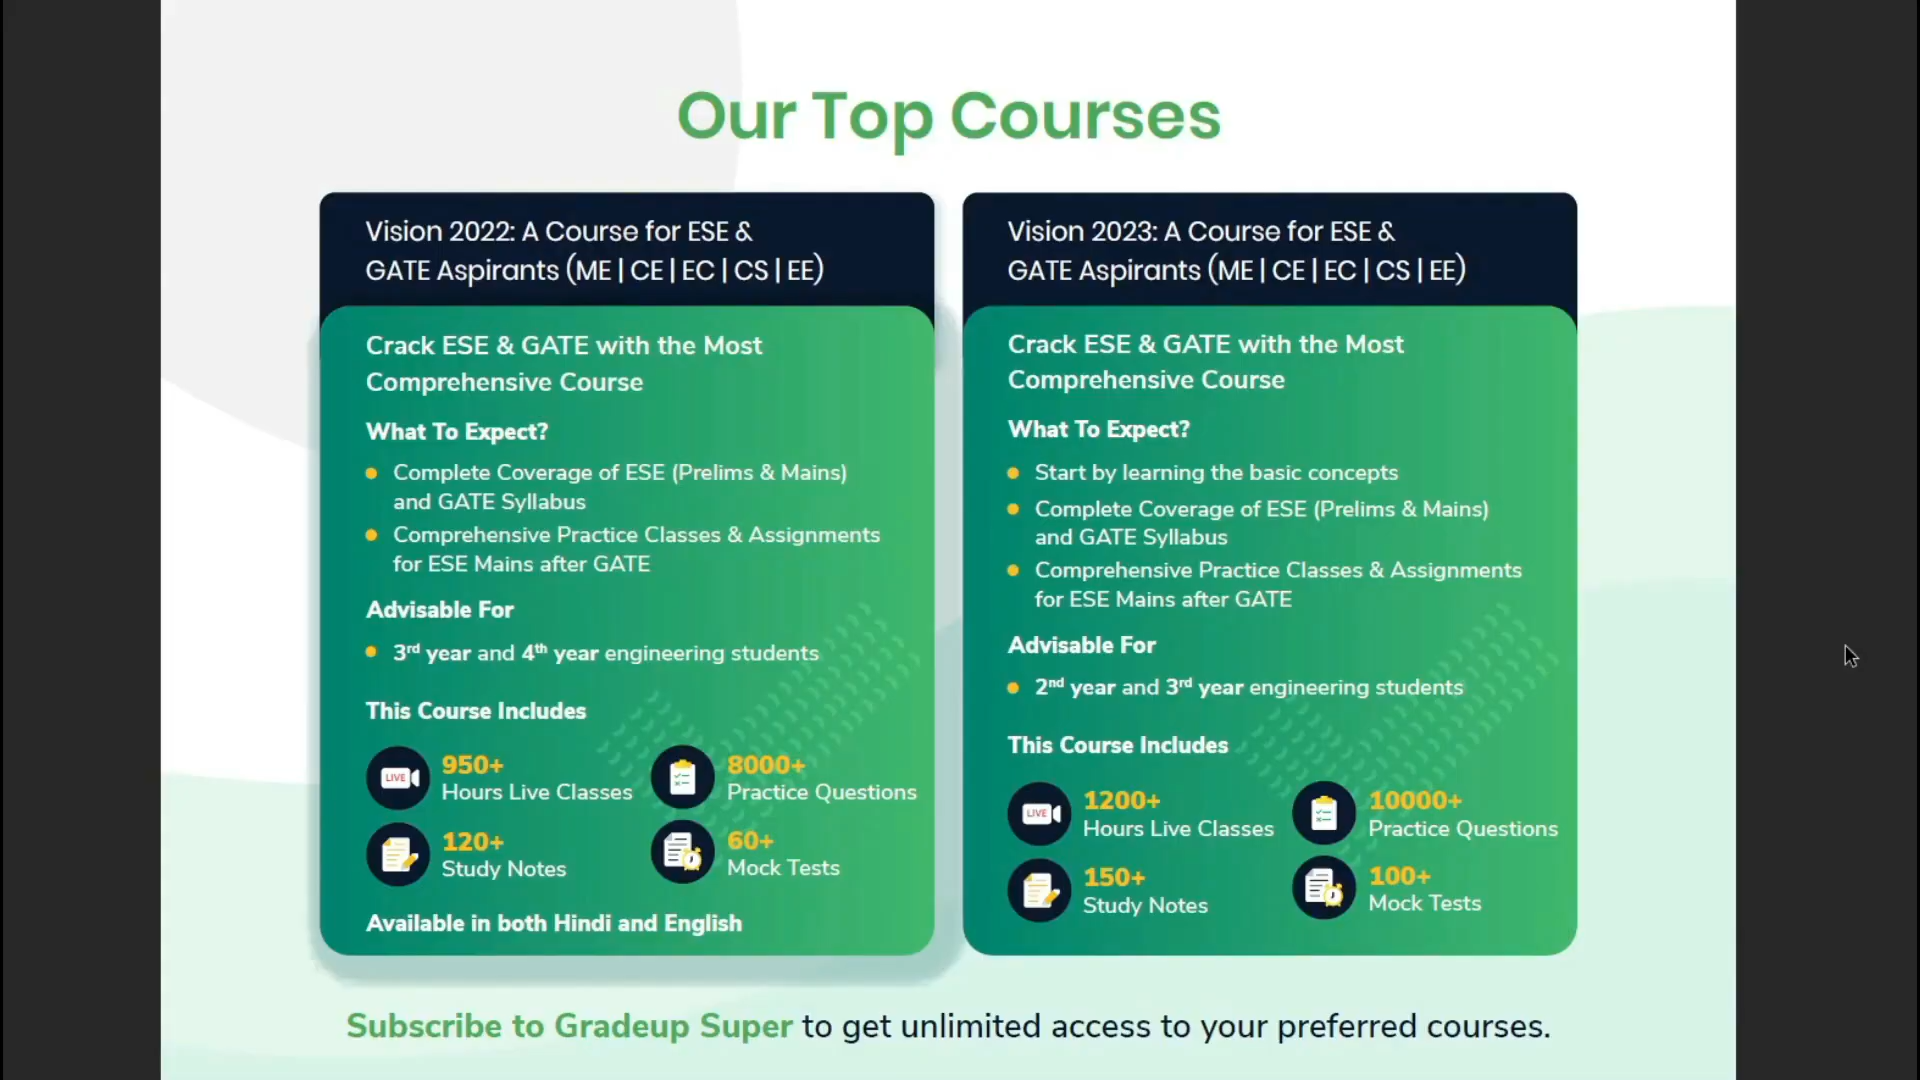 Our Top Courses
Vision 2022: A Course for ESE &
GATE Aspirants (ME | CE | EC | CS | EE)
Crack ESE & GATE with the Most
Comprehensive Course
What To Expect?
Complete Coverage of ESE (Prelims & Mains)
and GATE Syllabus
Comprehensive Practice Classes & Assignments
for ESE Mains after GATE
Advisable For
3rd year and 4th year engineering students
This Course Includes
LIVE
950+
Hours Live Classes
8000+
Practice Questions
120+
Study Notes
60+
Mock Tests
Available in both Hindi and English
Vision 2023: A Course for ESE &
GATE Aspirants (ME | CE | EC | CS | EE)
Crack ESE & GATE with the Most
Comprehensive Course
What To Expect?
Start by learning the basic concepts
Complete Coverage of ESE (Prelims & Mains)
and GATE Syllabus
Comprehensive Practice Classes & Assignments
for ESE Mains after GATE
Advisable For
2nd year and 3rd year engineering students
This Course Includes
LIVE
1200+
Hours Live Classes
10000+
Practice Questions
150+
Study Notes
100+
Mock Tests
Subscribe to Gradeup Super to get unlimited access to your preferred courses.